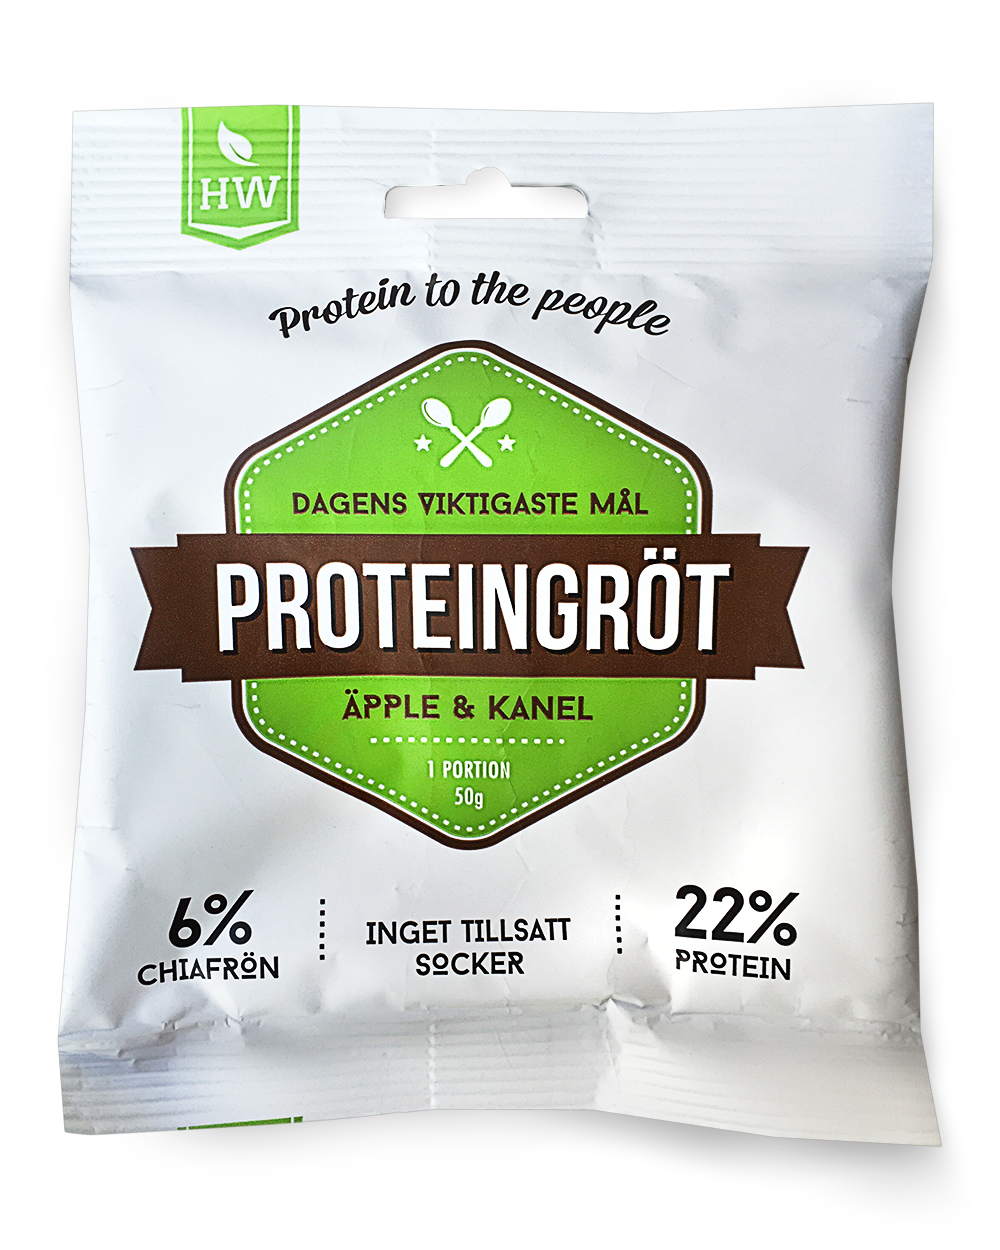 HW
Protein to the people
DAGENS VIKTIGASTE MÅL
PROTEINGRÖT
ÄPPLE & KANEL
1 PORTION
50g
6%
CHIAFRÖN
INGET TILLSATT
SOCKER
22%
PROTEIN